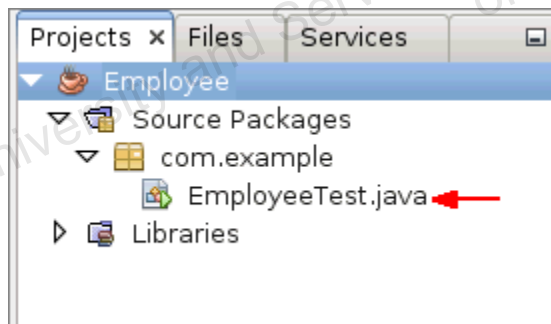 Projects Files Services
Employee
Source Packages
com.example
EmployeeTest.java
Libraries